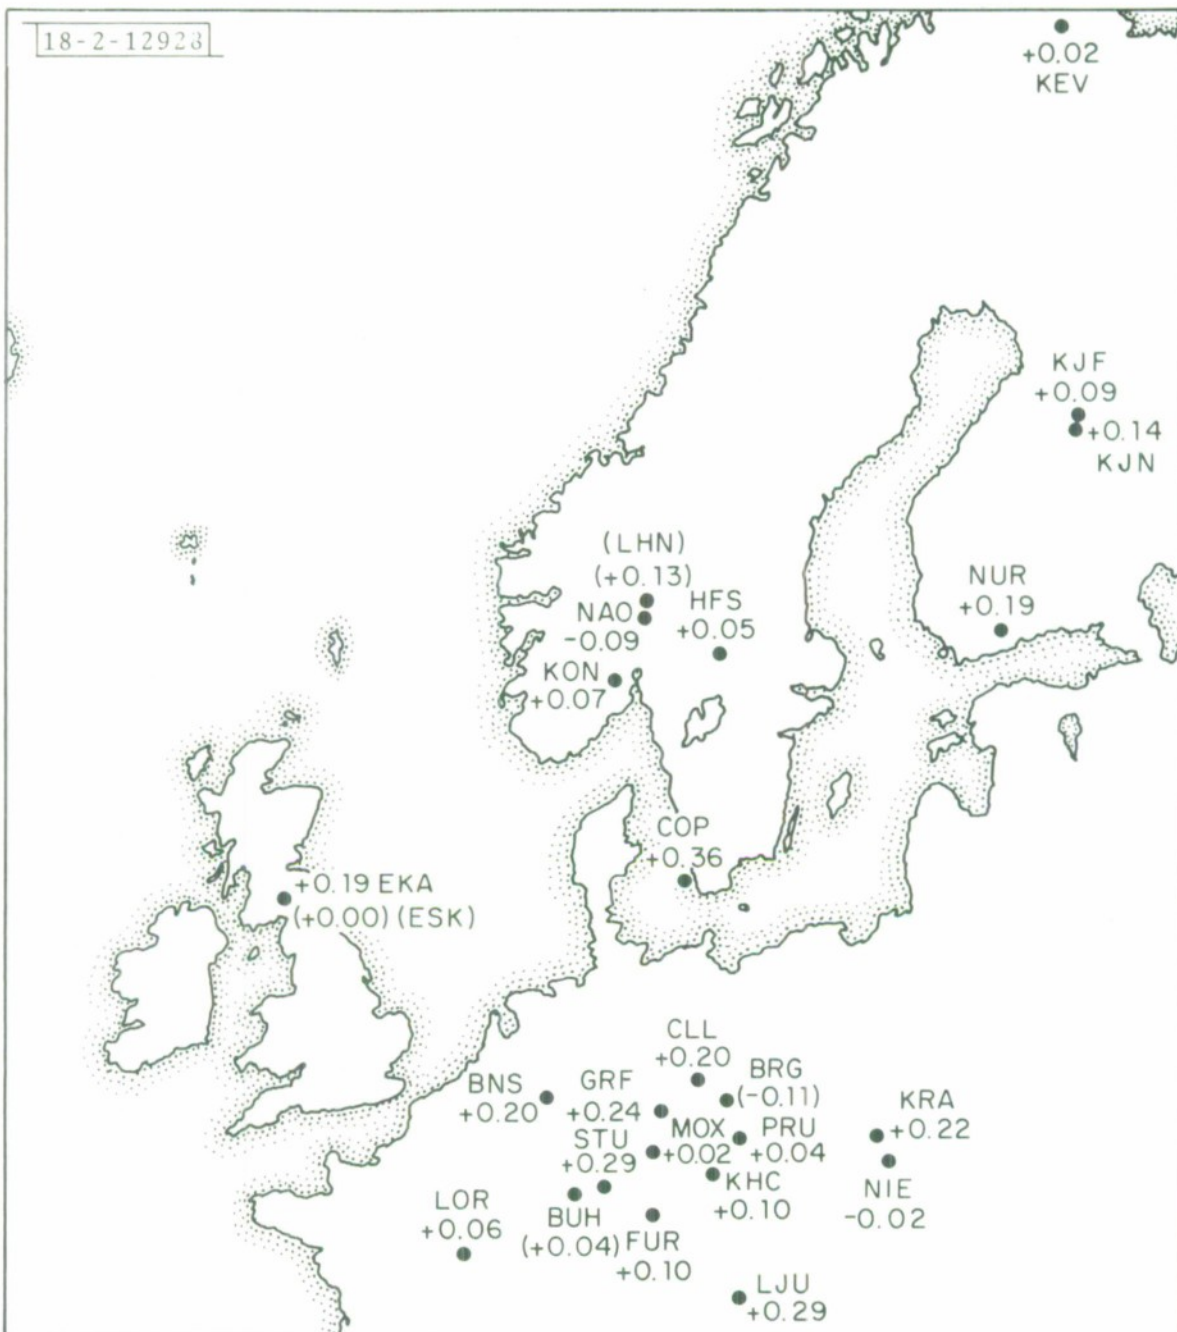 18-2-12928
+0.02
KEV
KJF
+0.09
+0.14
KJN
(LHN)
(+0.13)
NAO
-0.09
HFS
+0.05
NUR
+0.19
KON
+0.07
COP
+0.36
+0.19 EKA
(+0.00) (ESK)
CLL
+0.20
BNS
+0.20
GRF
+0.24
BRG
(-0.11)
KRA
+0.22
STU
+0.29
MOX
+0.02
PRU
+0.04
KHC
+0.10
NIE
-0.02
LOR
+0.06
BUH
(+0.04)
FUR
+0.10
LJU
+0.29